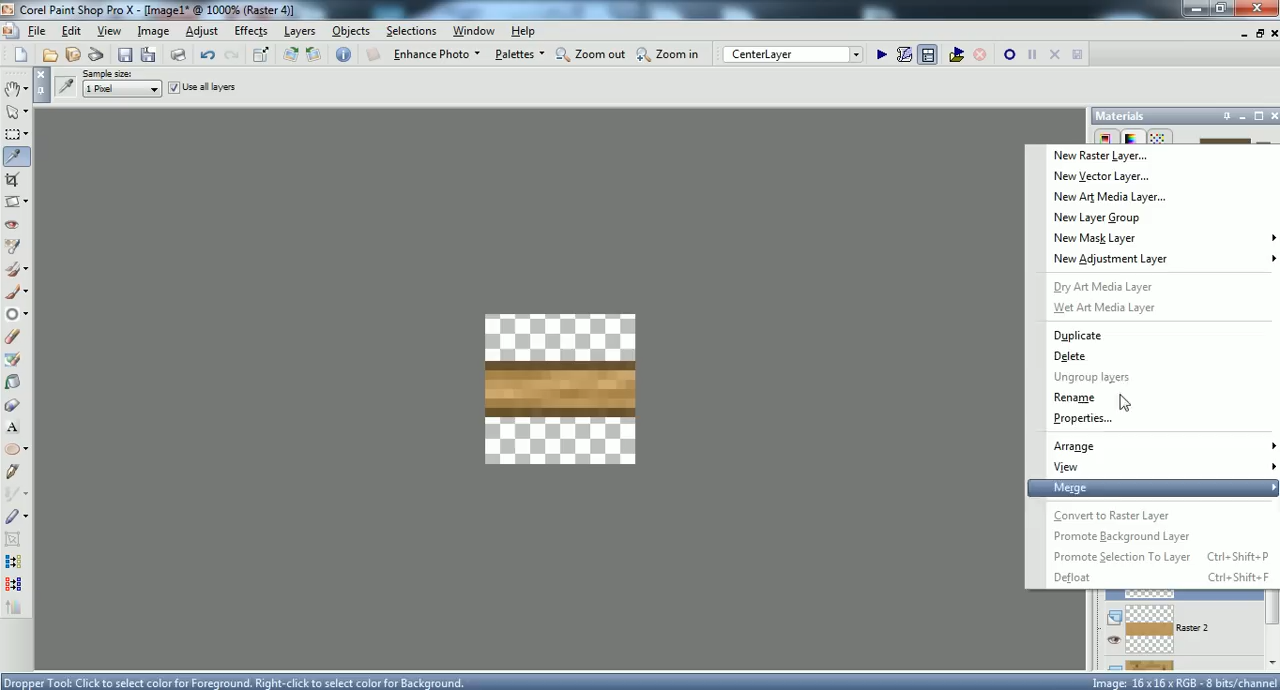 Corel Paint Shop Pro X - [Image1* @ 1000% (Raster 4)]
File Edit View Image Adjust Effects Layers Objects Selections Window Help
Enhance Photo Palettes Zoom out Zoom in CenterLayer
Sample size:
1 Pixel Use all layers
Materials
New Raster Layer...
New Vector Layer...
New Art Media Layer...
New Layer Group
New Mask Layer
New Adjustment Layer
Dry Art Media Layer
Wet Art Media Layer
Duplicate
Delete
Ungroup layers
Rename
Properties...
Arrange
View
Merge
Convert to Raster Layer
Promote Background Layer
Promote Selection To Layer Ctrl+Shift+P
Defloat Ctrl+Shift+F
Raster 2
Dropper Tool: Click to select color for Foreground. Right-click to select color for Background. Image: 16 x 16 x RGB - 8 bits/channel